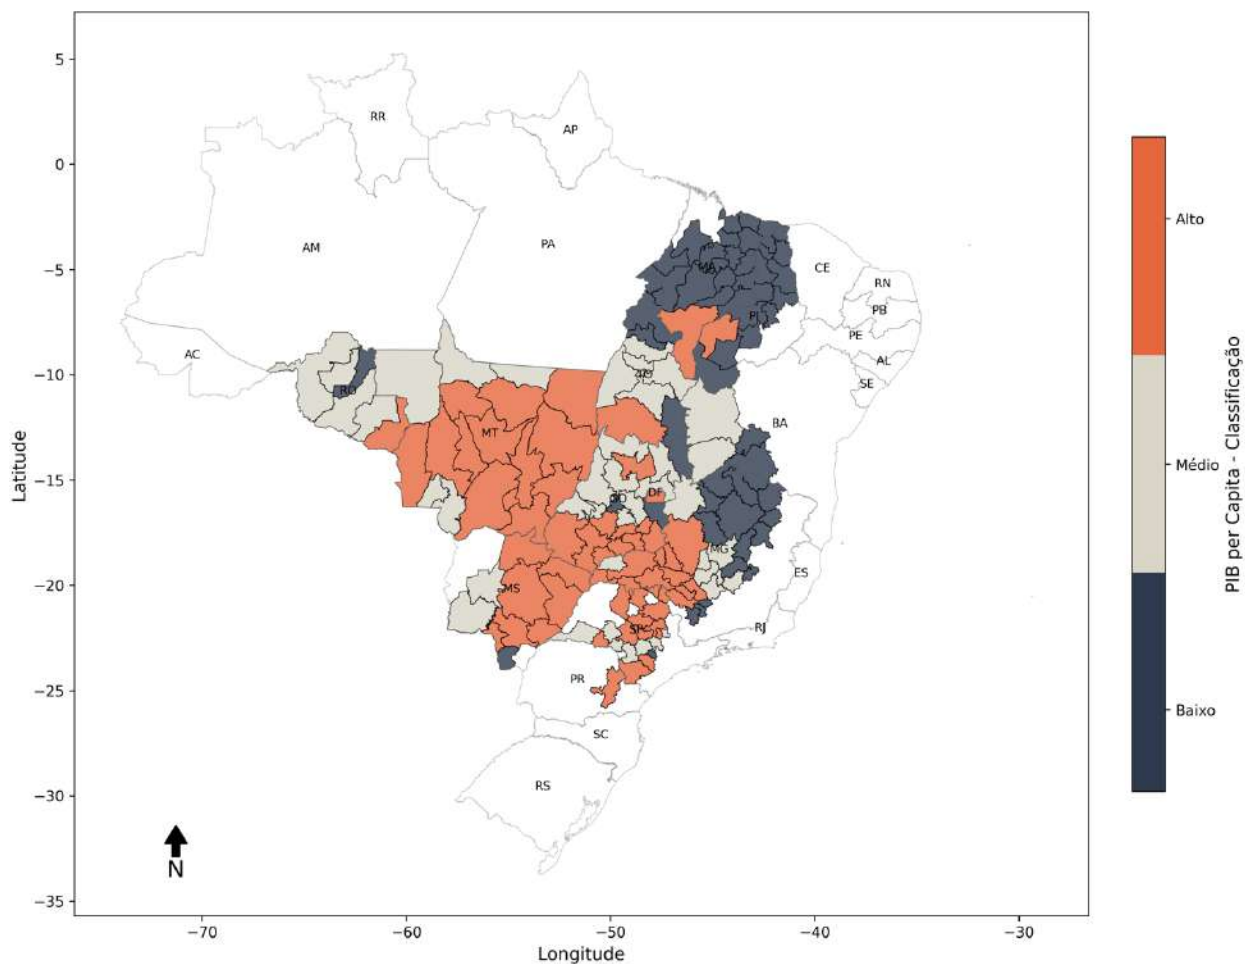 5
0
−5
−10
−15
−20
−25
−30
−35
Latitude
−70
−60
−50
−40
−30
Longitude
RR
AP
AM
PA
MA
CE
RN
PI
PB
PE
AC
AL
SE
RO
TO
BA
MT
DF
GO
MG
ES
MS
SP
RJ
PR
SC
RS
N
Alto
Médio
Baixo
PIB per Capita - Classificação